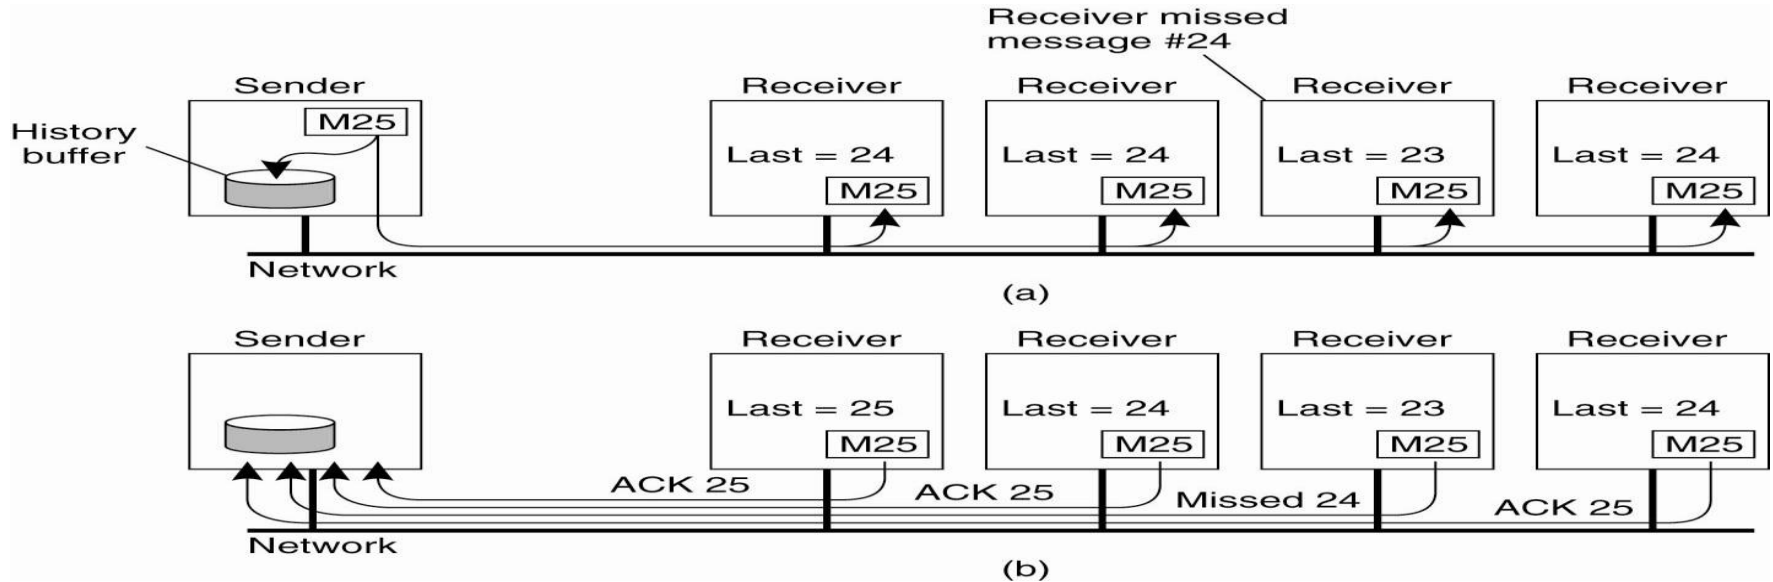 Receiver missed
message #24
Sender
Receiver
Receiver
Receiver
Receiver
History
buffer
M25
Last = 24
Last = 24
Last = 23
Last = 24
M25
M25
M25
M25
Network
(a)
Sender
Receiver
Receiver
Receiver
Receiver
Last = 25
Last = 24
Last = 23
Last = 24
M25
M25
M25
M25
ACK 25
ACK 25
Missed 24
ACK 25
Network
(b)